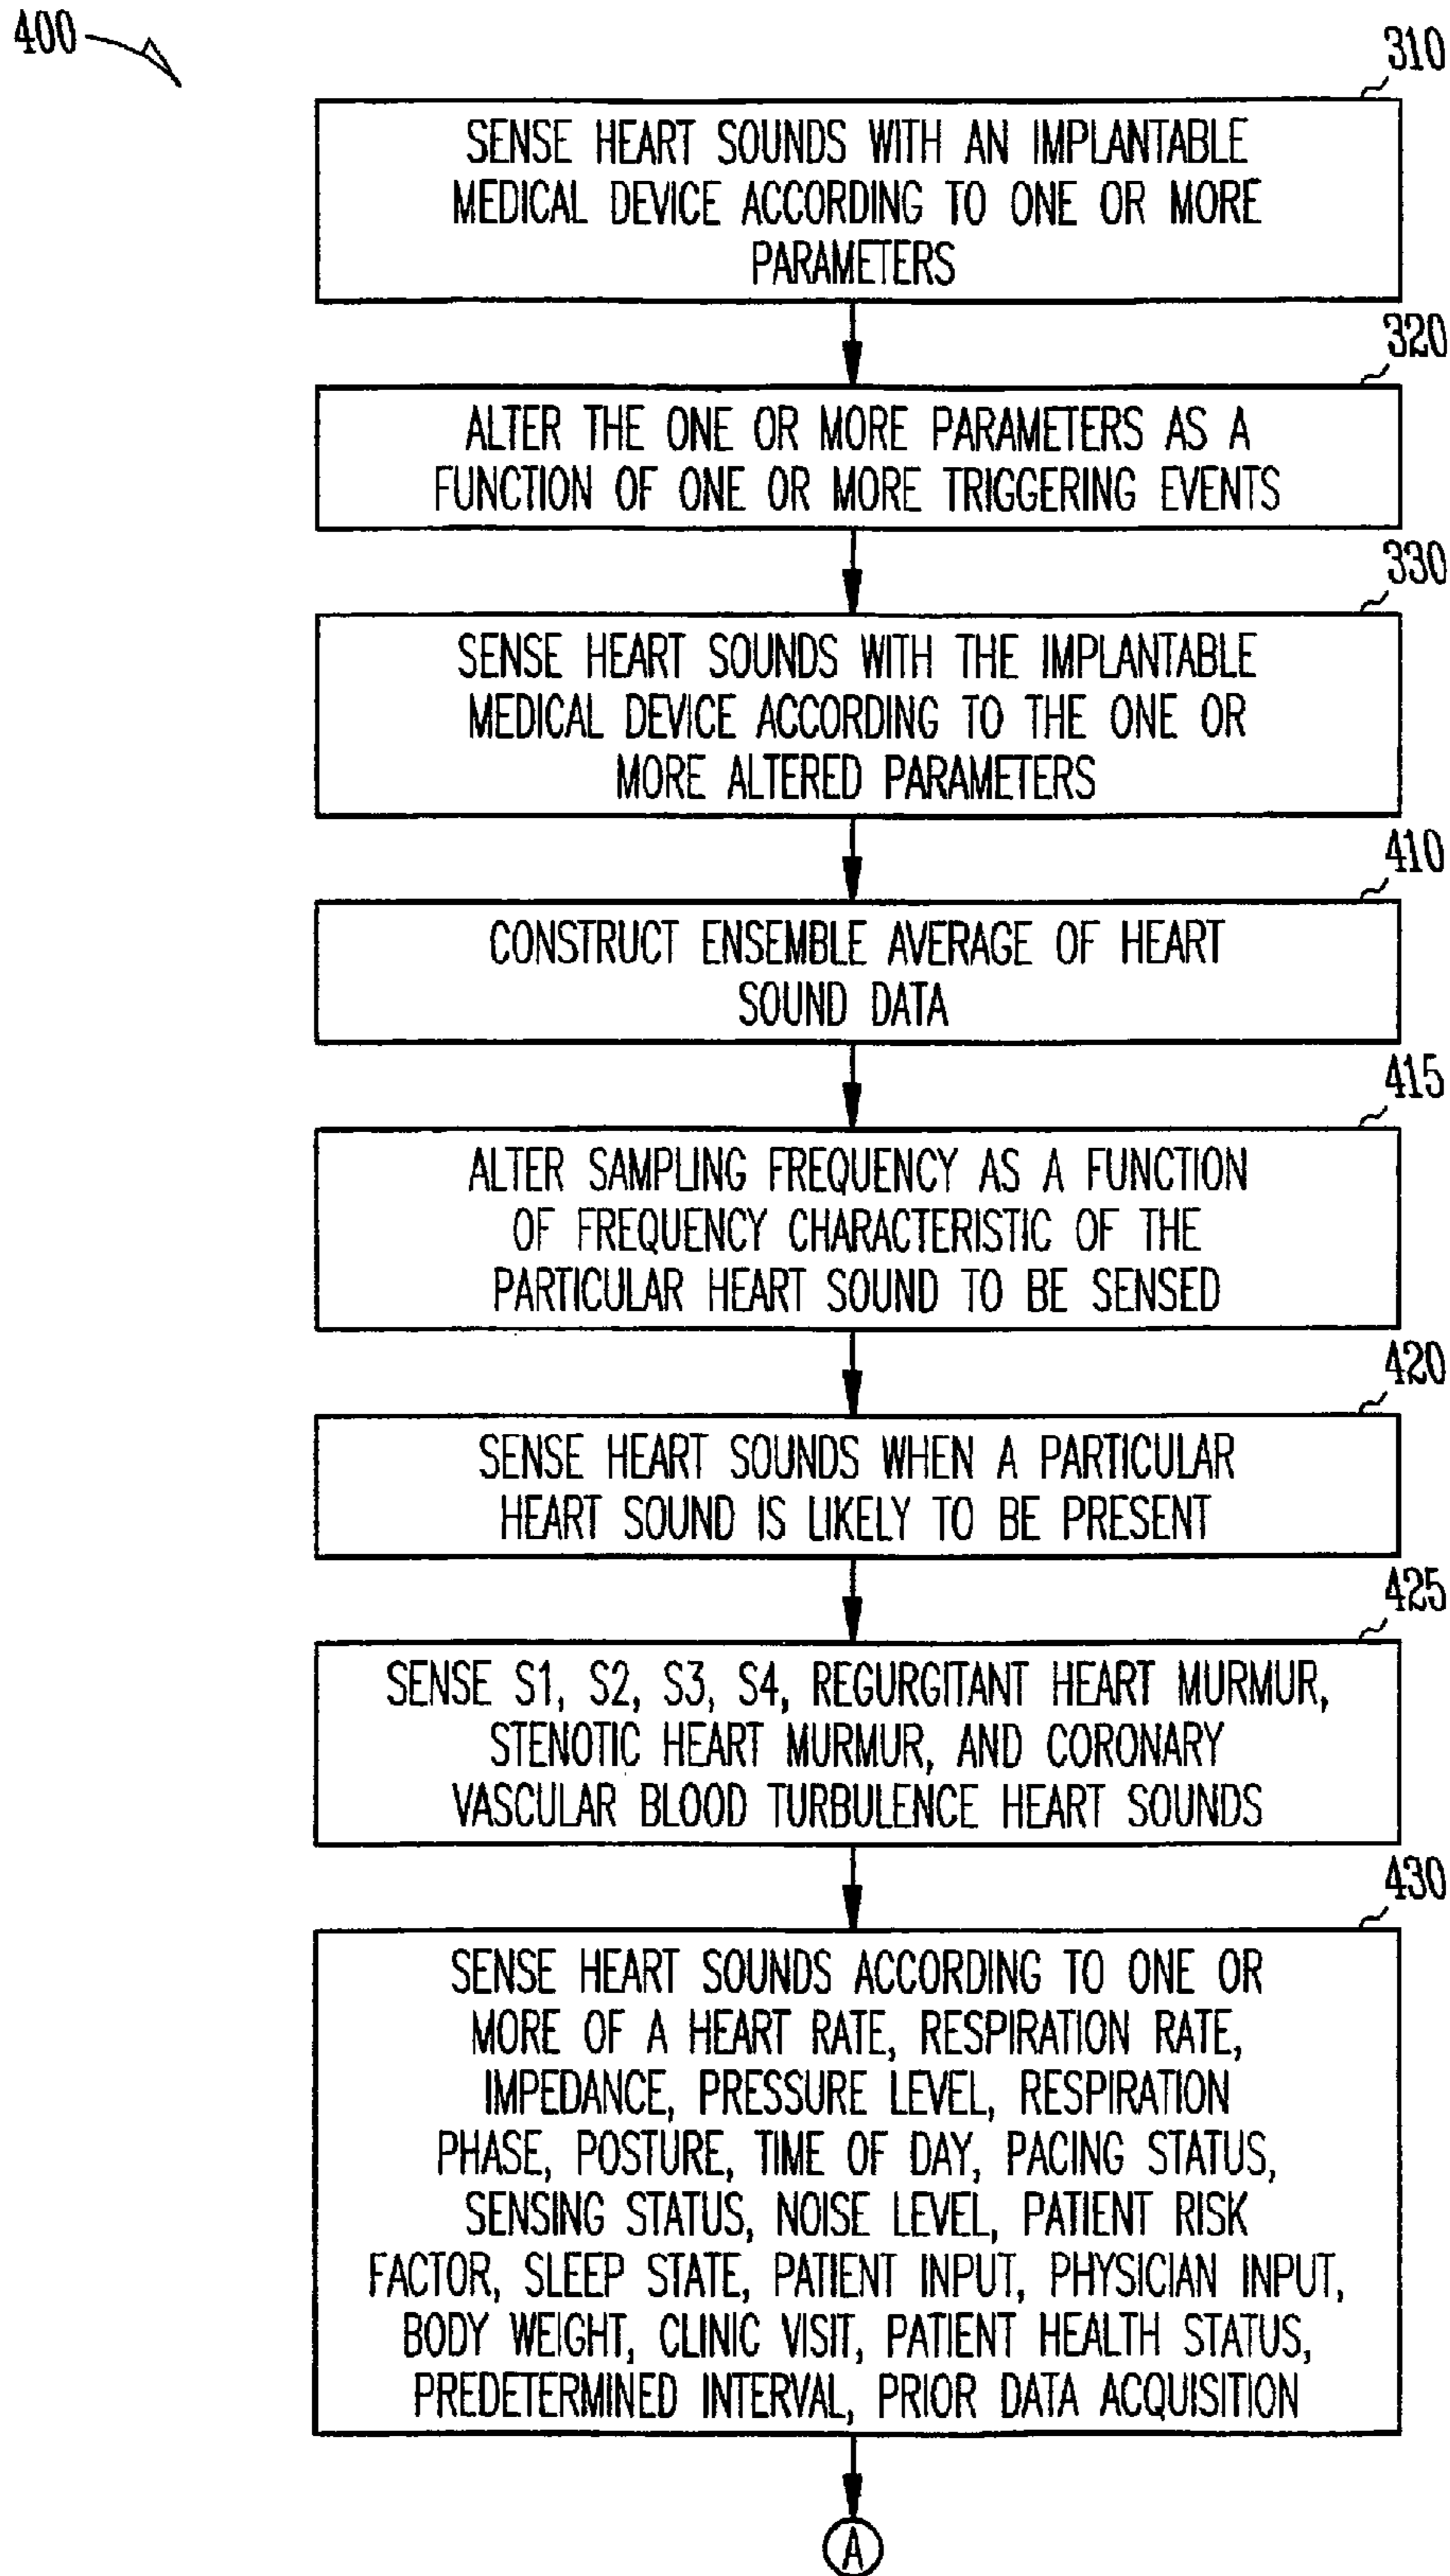 400
310
SENSE HEART SOUNDS WITH AN IMPLANTABLE
MEDICAL DEVICE ACCORDING TO ONE OR MORE
PARAMETERS
320
ALTER THE ONE OR MORE PARAMETERS AS A
FUNCTION OF ONE OR MORE TRIGGERING EVENTS
330
SENSE HEART SOUNDS WITH THE IMPLANTABLE
MEDICAL DEVICE ACCORDING TO THE ONE OR
MORE ALTERED PARAMETERS
410
CONSTRUCT ENSEMBLE AVERAGE OF HEART
SOUND DATA
415
ALTER SAMPLING FREQUENCY AS A FUNCTION
OF FREQUENCY CHARACTERISTIC OF THE
PARTICULAR HEART SOUND TO BE SENSED
420
SENSE HEART SOUNDS WHEN A PARTICULAR
HEART SOUND IS LIKELY TO BE PRESENT
425
SENSE S1, S2, S3, S4, REGURGITANT HEART MURMUR,
STENOTIC HEART MURMUR, AND CORONARY
VASCULAR BLOOD TURBULENCE HEART SOUNDS
430
SENSE HEART SOUNDS ACCORDING TO ONE OR
MORE OF A HEART RATE, RESPIRATION RATE,
IMPEDANCE, PRESSURE LEVEL, RESPIRATION
PHASE, POSTURE, TIME OF DAY, PACING STATUS,
SENSING STATUS, NOISE LEVEL, PATIENT RISK
FACTOR, SLEEP STATE, PATIENT INPUT, PHYSICIAN INPUT,
BODY WEIGHT, CLINIC VISIT, PATIENT HEALTH STATUS,
PREDETERMINED INTERVAL, PRIOR DATA ACQUISITION
A